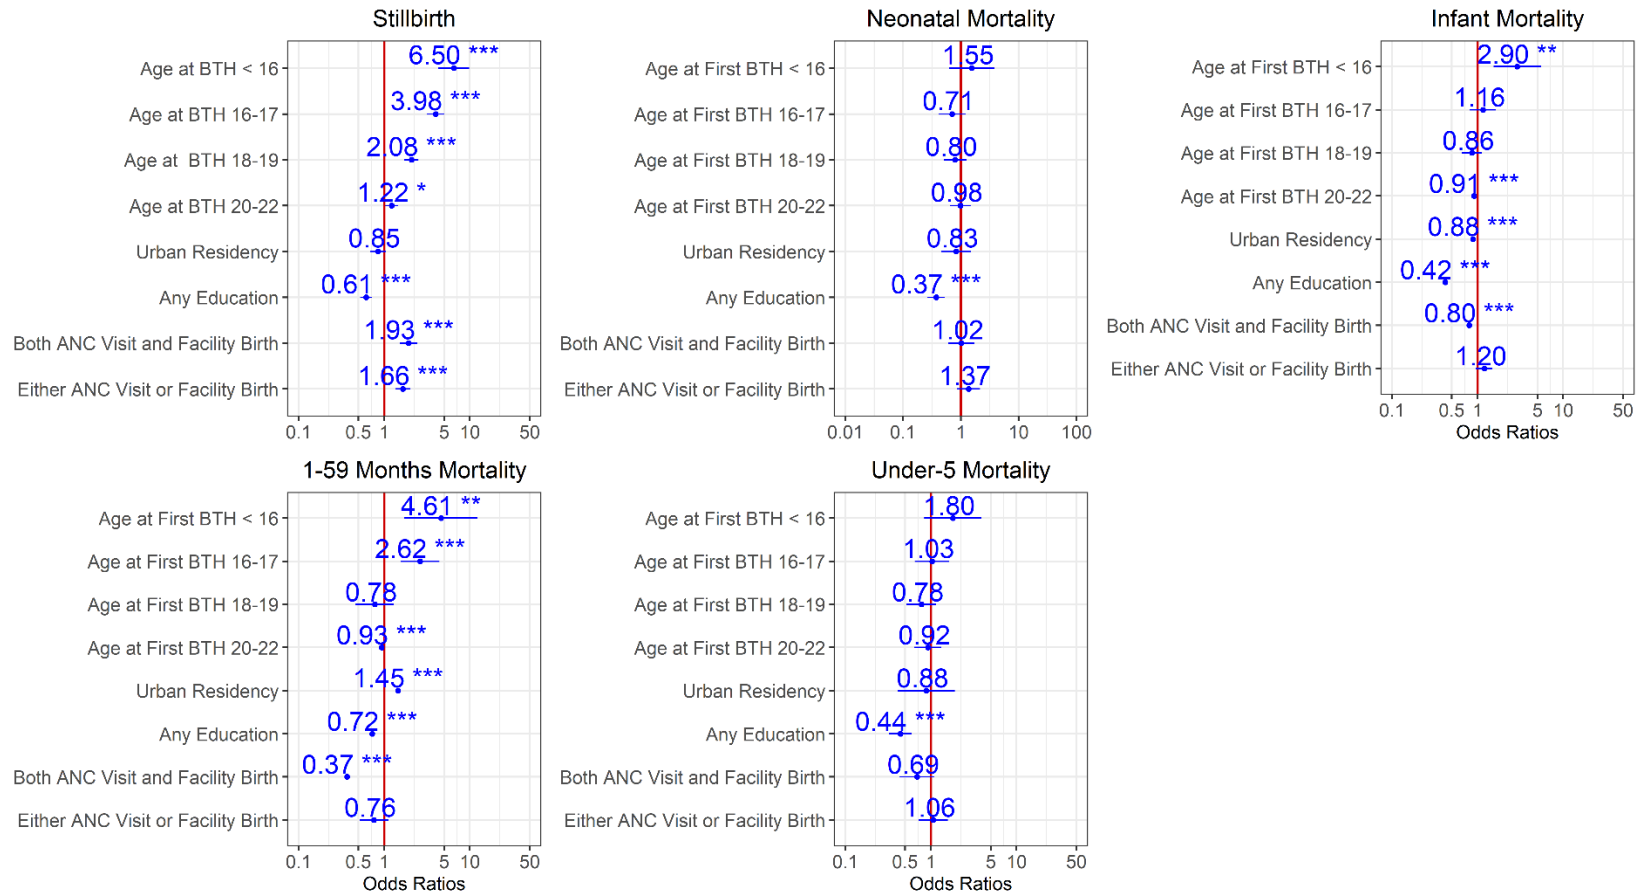 Stillbirth
Age at BTH < 16
6.50 ***
Age at BTH 16-17
3.98 ***
Age at  BTH 18-19
2.08 ***
Age at BTH 20-22
1.22 *
Urban Residency
0.85
Any Education
0.61 ***
Both ANC Visit and Facility Birth
1.93 ***
Either ANC Visit or Facility Birth
1.66 ***
0.1 0.5 1 5 10 50
Neonatal Mortality
Age at First BTH < 16
1.55
Age at First BTH 16-17
0.71
Age at First BTH 18-19
0.80
Age at First BTH 20-22
0.98
Urban Residency
0.83
Any Education
0.37 ***
Both ANC Visit and Facility Birth
1.02
Either ANC Visit or Facility Birth
1.37
0.01 0.1 1 10 100
Infant Mortality
Age at First BTH < 16
2.90 **
Age at First BTH 16-17
1.16
Age at First BTH 18-19
0.86
Age at First BTH 20-22
0.91 ***
Urban Residency
0.88 ***
Any Education
0.42 ***
Both ANC Visit and Facility Birth
0.80 ***
Either ANC Visit or Facility Birth
1.20
0.1 0.5 1 5 10 50
Odds Ratios
1-59 Months Mortality
Age at First BTH < 16
4.61 **
Age at First BTH 16-17
2.62 ***
Age at First BTH 18-19
0.78
Age at First BTH 20-22
0.93 ***
Urban Residency
1.45 ***
Any Education
0.72 ***
Both ANC Visit and Facility Birth
0.37 ***
Either ANC Visit or Facility Birth
0.76
0.1 0.5 1 5 10 50
Odds Ratios
Under-5 Mortality
Age at First BTH < 16
1.80
Age at First BTH 16-17
1.03
Age at First BTH 18-19
0.78
Age at First BTH 20-22
0.92
Urban Residency
0.88
Any Education
0.44 ***
Both ANC Visit and Facility Birth
0.69
Either ANC Visit or Facility Birth
1.06
0.1 0.5 1 5 10 50
Odds Ratios